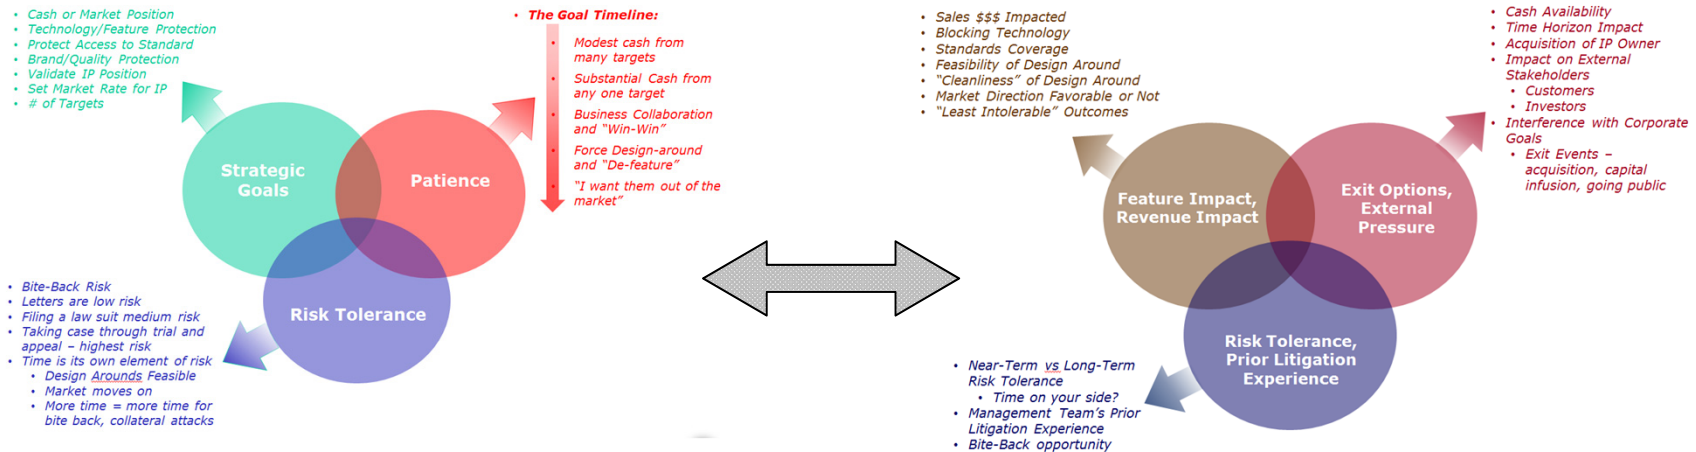 • Cash or Market Position
• Technology/Feature Protection
• Protect Access to Standard
• Brand/Quality Protection
• Validate IP Position
• Set Market Rate for IP
• # of Targets
• The Goal Timeline:
• Modest cash from
many targets
• Substantial Cash from
any one target
• Business Collaboration
and “Win-Win”
• Force Design-around
and “De-feature”
• “I want them out of the
market”
Strategic
Goals
Patience
Risk Tolerance
• Bite-Back Risk
• Letters are low risk
• Filing a law suit medium risk
• Taking case through trial and
appeal – highest risk
• Time is its own element of risk
• Design Arounds Feasible
• Market moves on
• More time = more time for
bite back, collateral attacks
• Sales $$$ Impacted
• Blocking Technology
• Standards Coverage
• Feasibility of Design Around
• “Cleanliness” of Design Around
• Market Direction Favorable or Not
• “Least Intolerable” Outcomes
• Cash Availability
• Time Horizon Impact
• Acquisition of IP Owner
• Impact on External
Stakeholders
• Customers
• Investors
• Interference with Corporate
Goals
• Exit Events –
acquisition, capital
infusion, going public
Feature Impact,
Revenue Impact
Exit Options,
External
Pressure
Risk Tolerance,
Prior Litigation
Experience
• Near-Term vs Long-Term
Risk Tolerance
• Time on your side?
• Management Team’s Prior
Litigation Experience
• Bite-Back opportunity